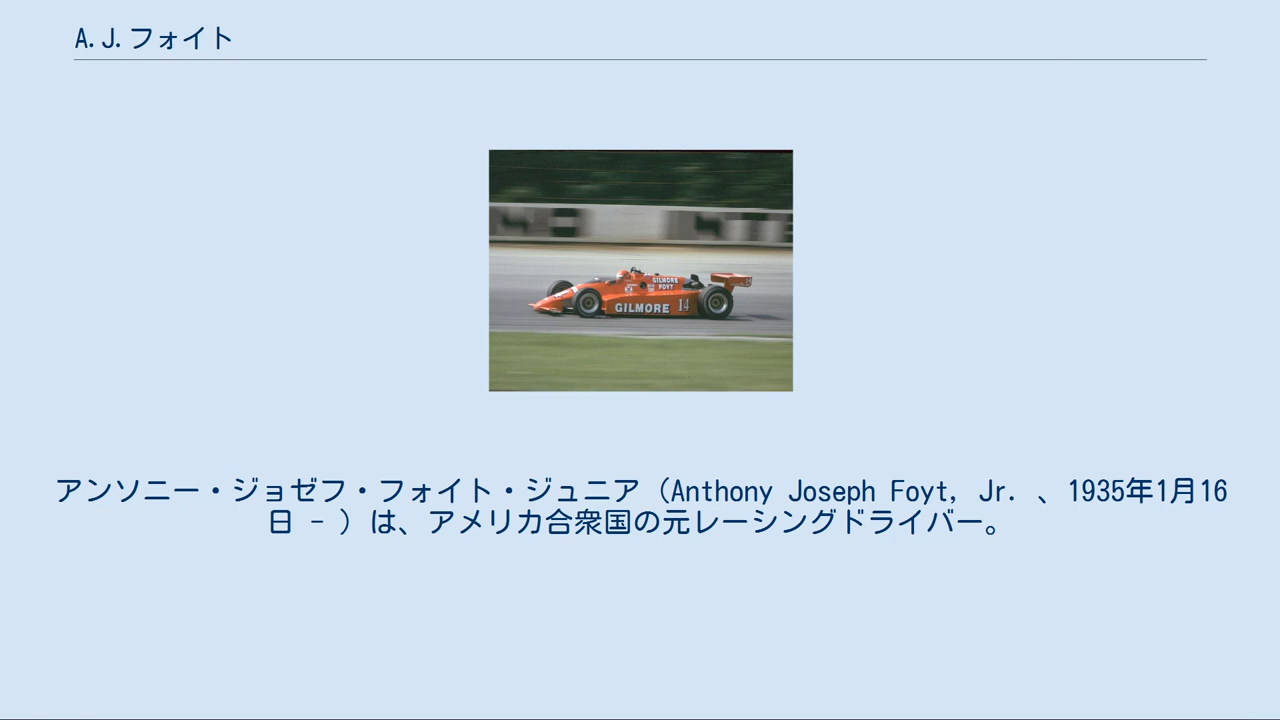 A.J.フォイト
GILMORE
FOYT
GILMORE 14
アンソニー・ジョゼフ・フォイト・ジュニア（Anthony Joseph Foyt, Jr. 、1935年1月16
日 - ）は、アメリカ合衆国の元レーシングドライバー。